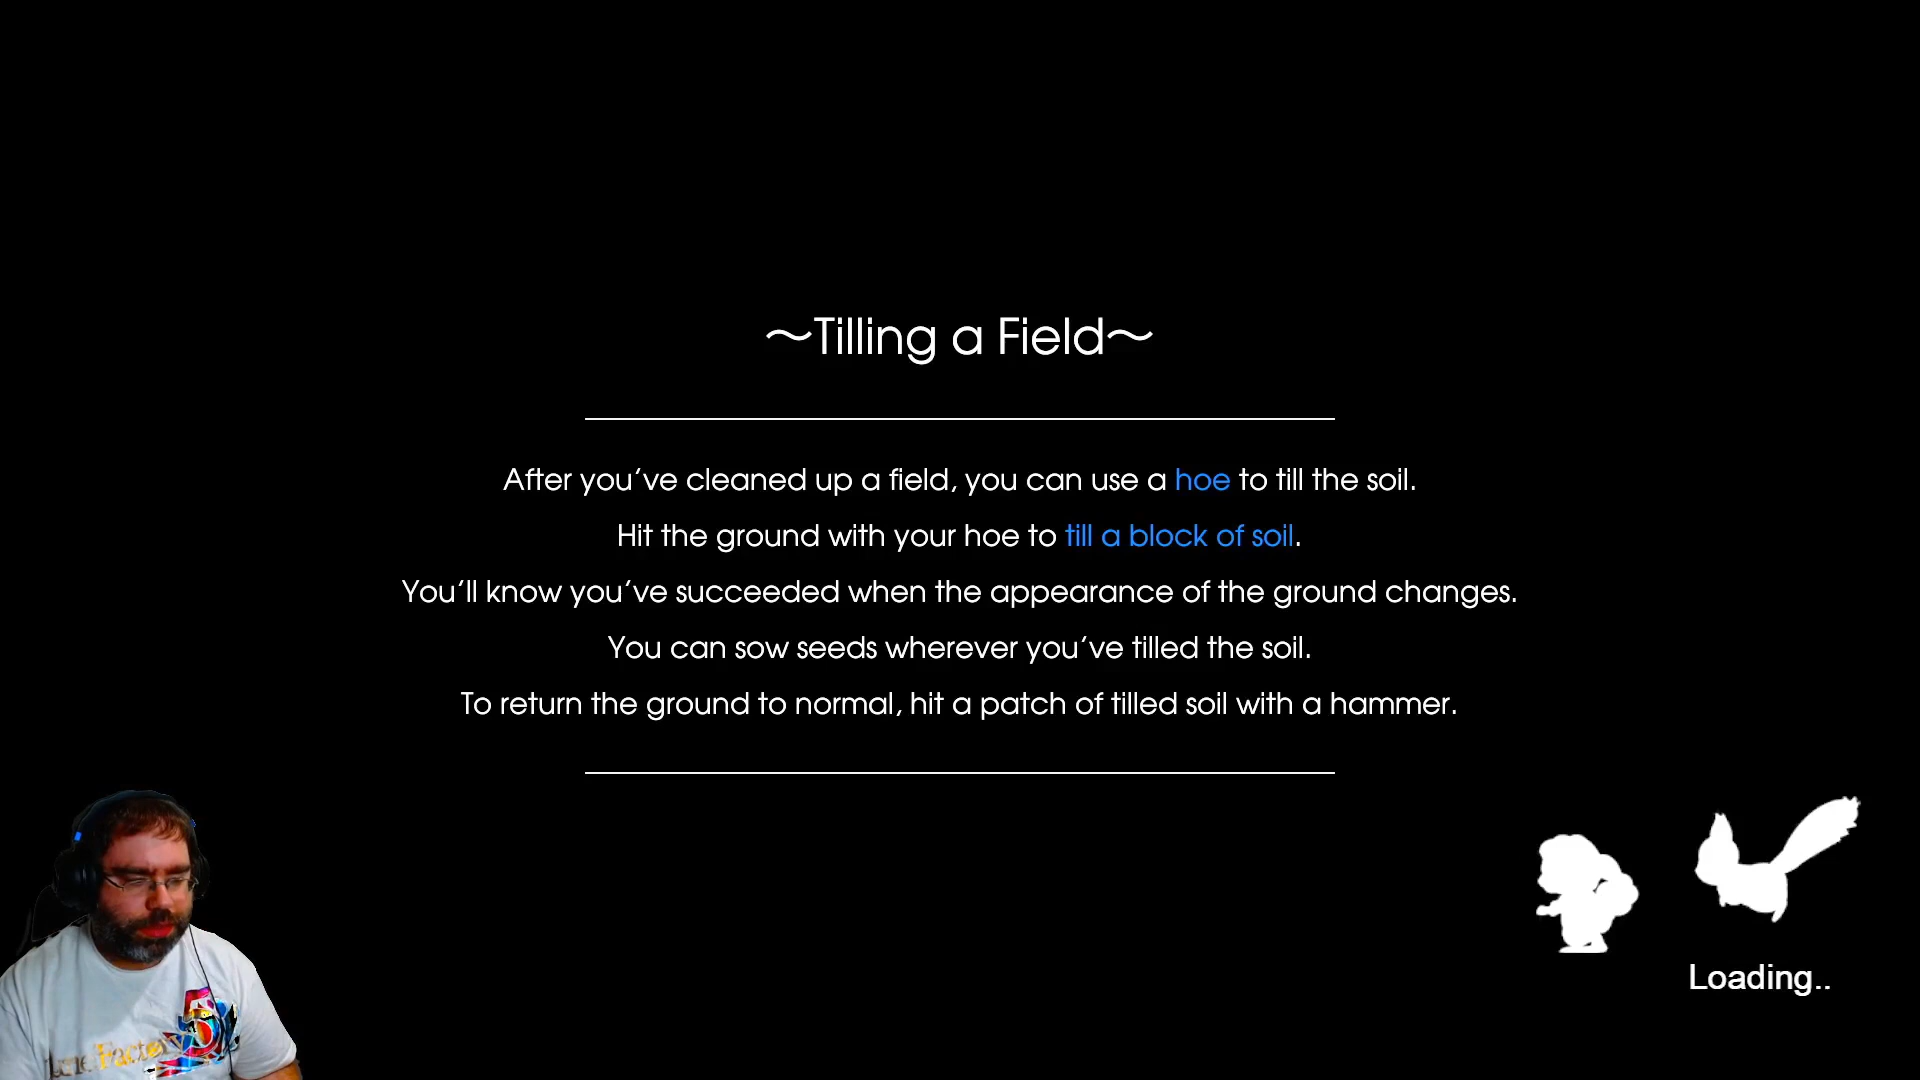 ～Tilling a Field～
After you've cleaned up a field, you can use a hoe to till the soil.
Hit the ground with your hoe to till a block of soil.
You'll know you've succeeded when the appearance of the ground changes.
You can sow seeds wherever you've tilled the soil.
To return the ground to normal, hit a patch of tilled soil with a hammer.
Loading..
5
Factory